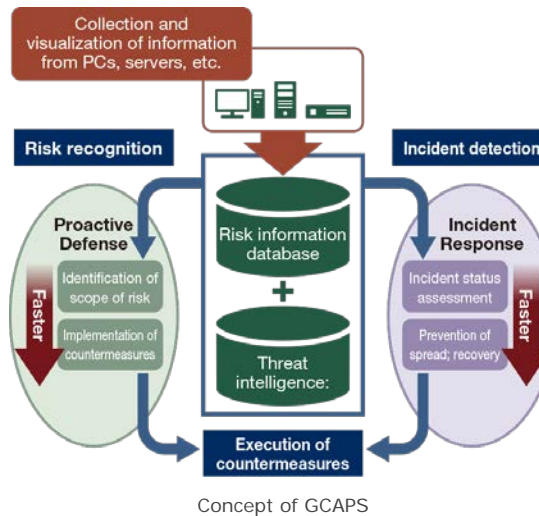 Collection and
visualization of information
from PCs, servers, etc.
Risk recognition
Incident detection
Proactive
Defense
Identification of
scope of risk
Implementation of
countermeasures
Faster
Risk information
database
+
Threat
intelligence:
Incident
Response
Incident status
assessment
Prevention of
spread; recovery
Faster
Execution of
countermeasures
Concept of GCAPS